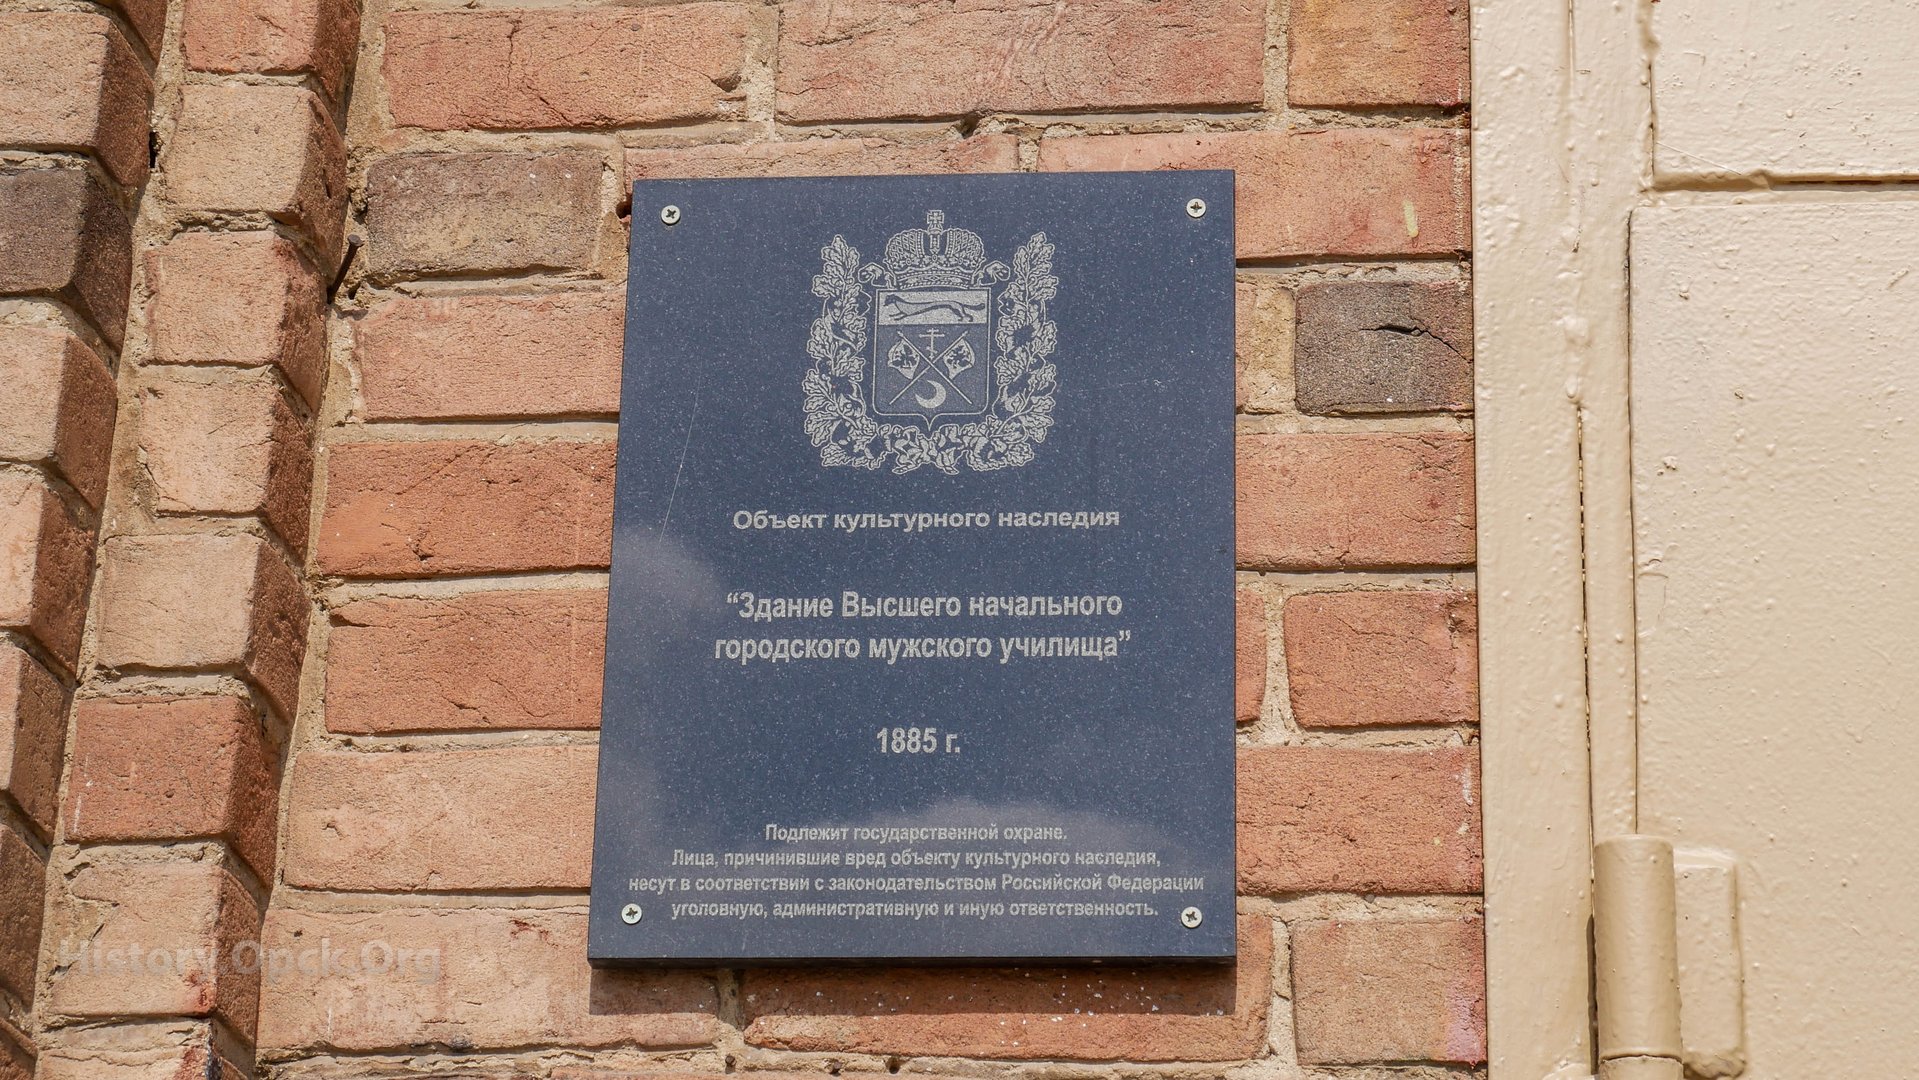 Объект культурного наследия
“Здание Высшего начального
городского мужского училища”
1885 г.
Подлежит государственной охране.
Лица, причинившие вред объекту культурного наследия,
несут в соответствии с законодательством Российской Федерации
уголовную, административную и иную ответственность.
History.Opck.Org